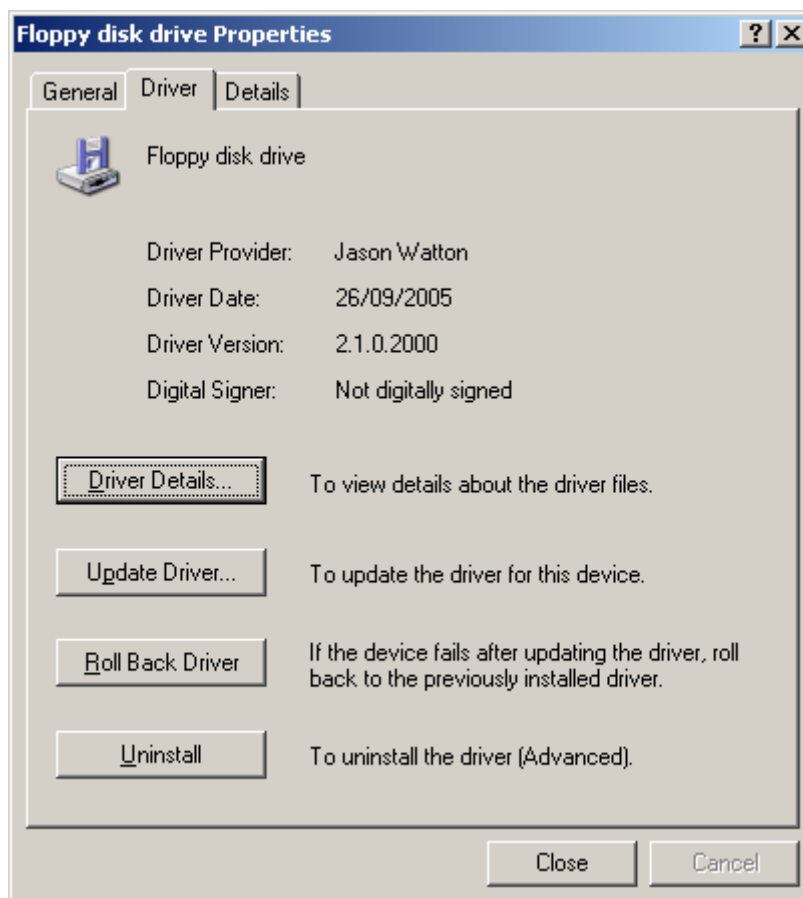 Floppy disk drive Properties
General Driver Details
Floppy disk drive
Driver Provider: Jason Watton
Driver Date: 26/09/2005
Driver Version: 2.1.0.2000
Digital Signer: Not digitally signed
Driver Details... To view details about the driver files.
Update Driver... To update the driver for this device.
Roll Back Driver If the device fails after updating the driver, roll
back to the previously installed driver.
Uninstall To uninstall the driver (Advanced).
Close Cancel